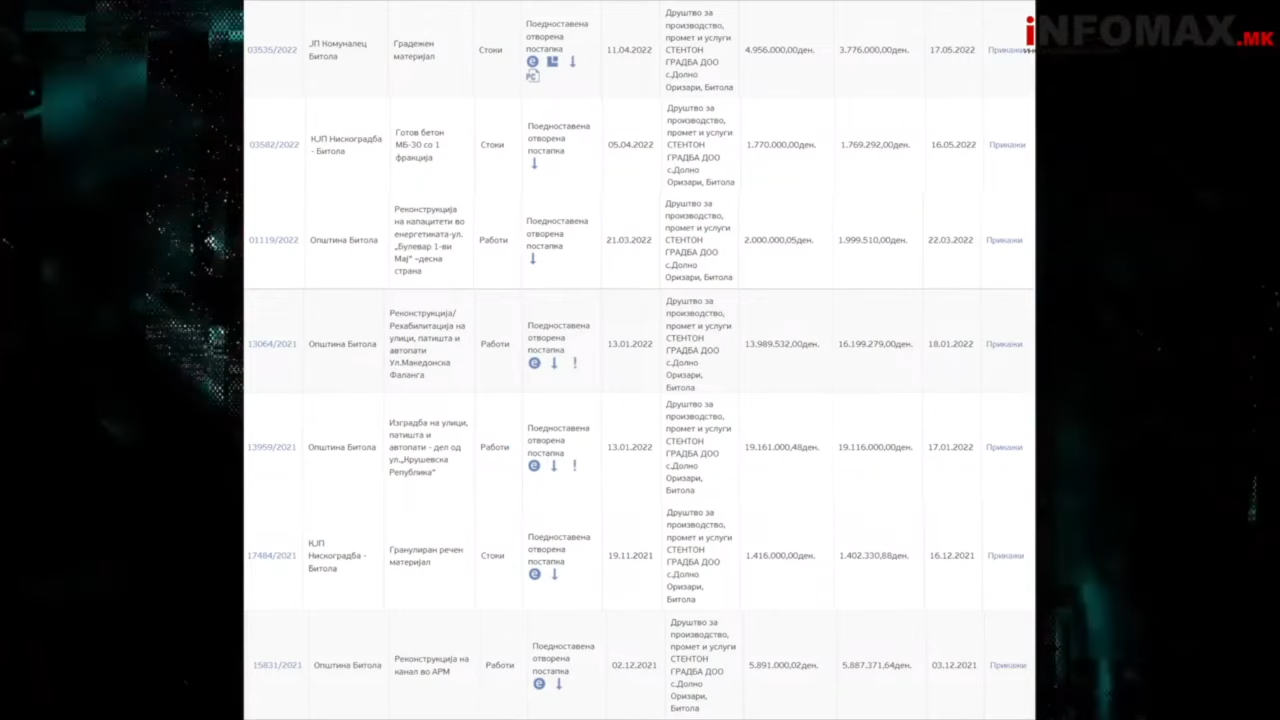 iNFOMAX.МК
03535/2022
ЈП Комуналец
Битола
Градежен
материјал
Стоки
Поедноставена
отворена
постапка
11.04.2022
Друштво за
производство,
промет и услуги
СТЕНТОН
ГРАДБА ДОО
с.Долно
Оризари, Битола
4.956.000,00ден.
3.776.000,00ден.
17.05.2022
Прикажи
03582/2022
КЈП Нискоградба
- Битола
Готов бетон
МБ-30 со 1
фракција
Стоки
Поедноставена
отворена
постапка
05.04.2022
Друштво за
производство,
промет и услуги
СТЕНТОН
ГРАДБА ДОО
с.Долно
Оризари, Битола
1.770.000,00ден.
1.769.292,00ден.
16.05.2022
Прикажи
01119/2022
Општина Битола
Реконструкција
на капацитети во
енергетиката-ул.
„Булевар 1-ви
Мај“ –десна
страна
Работи
Поедноставена
отворена
постапка
21.03.2022
Друштво за
производство,
промет и услуги
СТЕНТОН
ГРАДБА ДОО
с.Долно
Оризари, Битола
2.000.000,05ден.
1.999.510,00ден.
22.03.2022
Прикажи
13064/2021
Општина Битола
Реконструкција/
Рехабилитација на
улици, патишта и
автопати
Ул.Македонска
Фаланга
Работи
Поедноставена
отворена
постапка
13.01.2022
Друштво за
производство,
промет и услуги
СТЕНТОН
ГРАДБА ДОО
с.Долно
Оризари,
Битола
13.989.532,00ден.
16.199.279,00ден.
18.01.2022
Прикажи
13959/2021
Општина Битола
Изградба на улици,
патишта и
автопати - дел од
ул.„Крушевска
Република“
Работи
Поедноставена
отворена
постапка
13.01.2022
Друштво за
производство,
промет и услуги
СТЕНТОН
ГРАДБА ДОО
с.Долно
Оризари,
Битола
19.161.000,48ден.
19.116.000,00ден.
17.01.2022
Прикажи
17484/2021
КЈП
Нискоградба -
Битола
Гранулиран речен
материјал
Стоки
Поедноставена
отворена
постапка
19.11.2021
Друштво за
производство,
промет и услуги
СТЕНТОН
ГРАДБА ДОО
с.Долно
Оризари,
Битола
1.416.000,00ден.
1.402.330,88ден.
16.12.2021
Прикажи
15831/2021
Општина Битола
Реконструкција на
канал во АРМ
Работи
Поедноставена
отворена
постапка
02.12.2021
Друштво за
производство,
промет и услуги
СТЕНТОН
ГРАДБА ДОО
с.Долно
Оризари,
Битола
5.891.000,02ден.
5.887.371,64ден.
03.12.2021
Прикажи